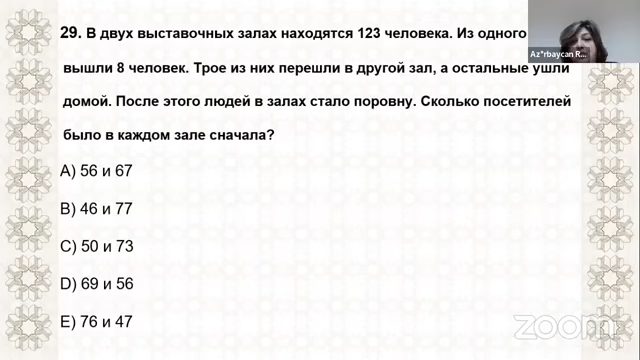 29. В двух выставочных залах находятся 123 человека. Из одного
вышли 8 человек. Трое из них перешли в другой зал, а остальные ушли
домой. После этого людей в залах стало поровну. Сколько посетителей
было в каждом зале сначала?
A) 56 и 67
B) 46 и 77
C) 50 и 73
D) 69 и 56
E) 76 и 47
Az*rbaycan R...
zoom